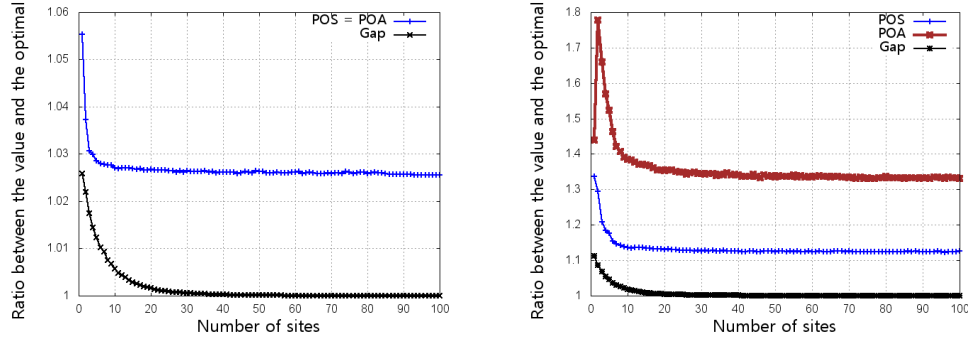 Ratio between the value and the optimal
1.06
1.05
1.04
1.03
1.02
1.01
1
0 10 20 30 40 50 60 70 80 90 100
Number of sites
POS = POA
Gap
Ratio between the value and the optimal
1.8
1.7
1.6
1.5
1.4
1.3
1.2
1.1
1
0 10 20 30 40 50 60 70 80 90 100
Number of sites
POS
POA
Gap